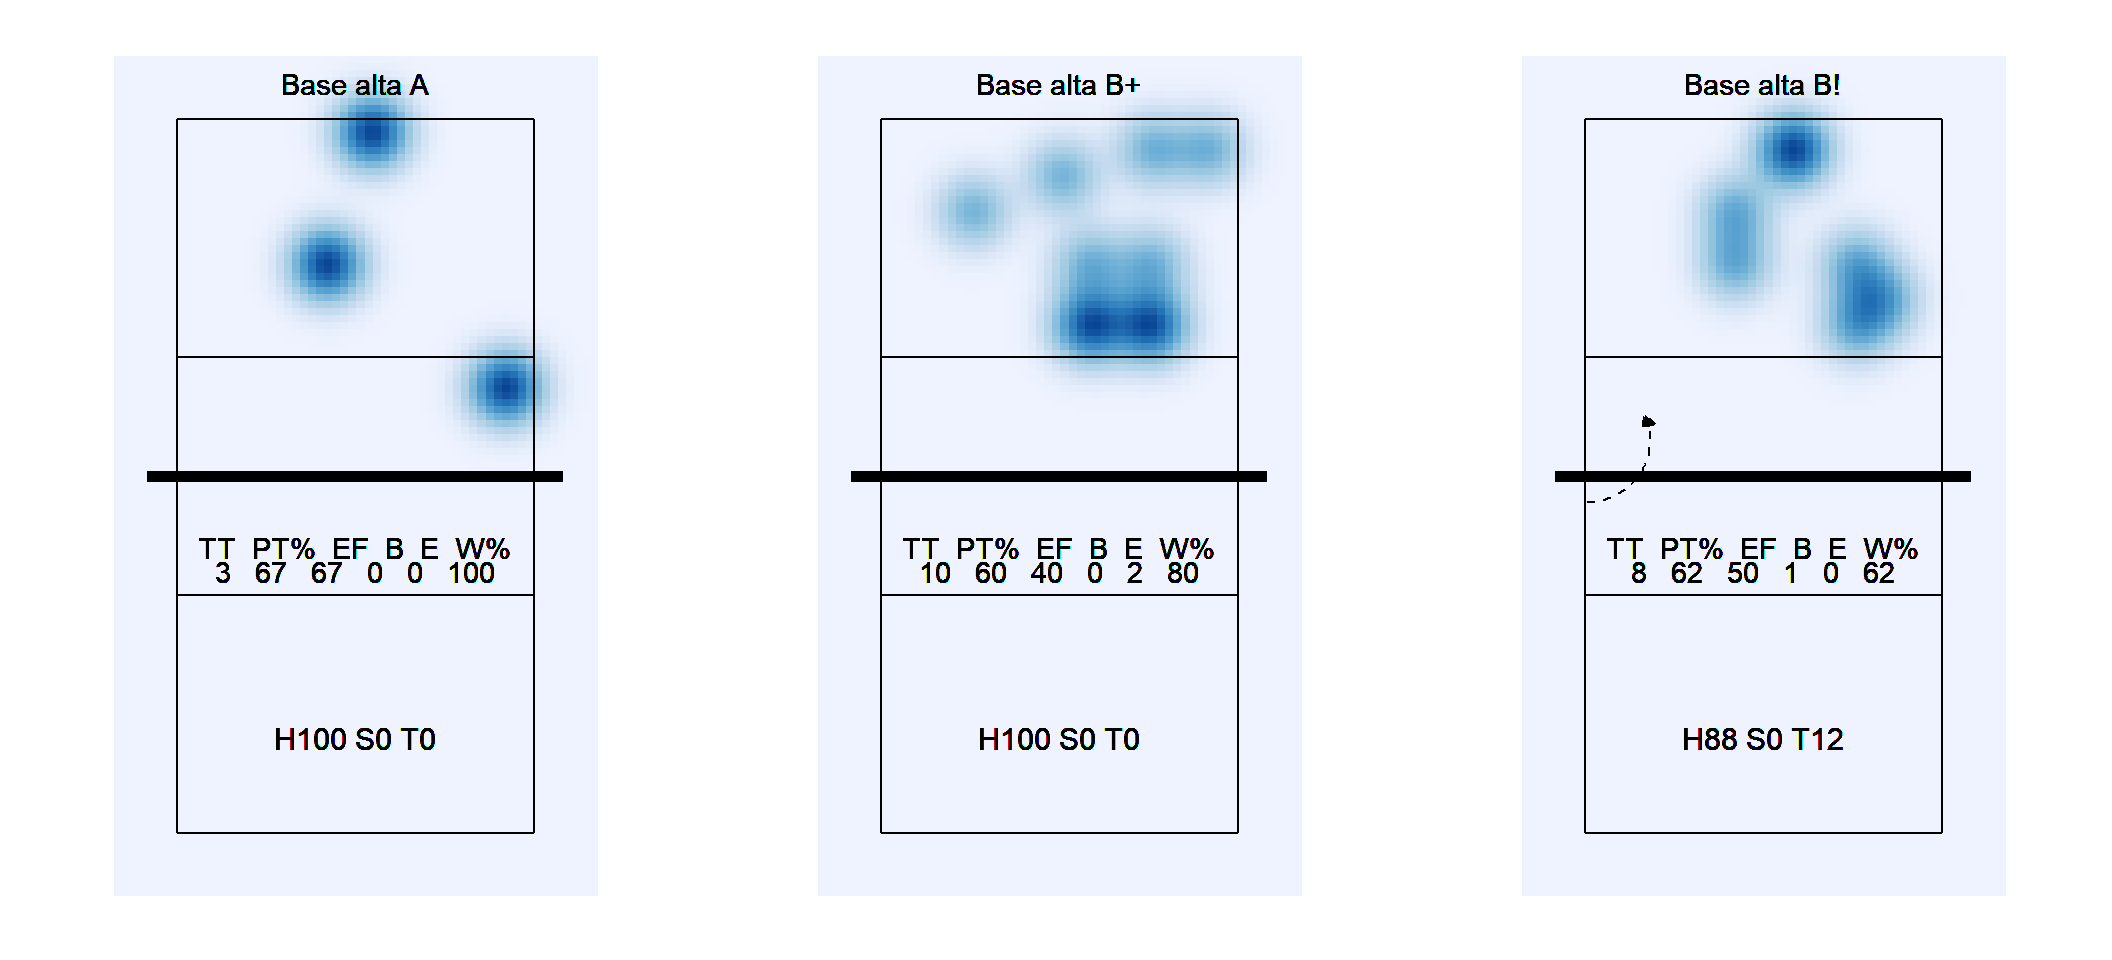 Base alta A
TT PT% EF B E W%
3 67 67 0 0 100
H100 S0 T0
Base alta B+
TT PT% EF B E W%
10 60 40 0 2 80
H100 S0 T0
Base alta B!
TT PT% EF B E W%
8 62 50 1 0 62
H88 S0 T12